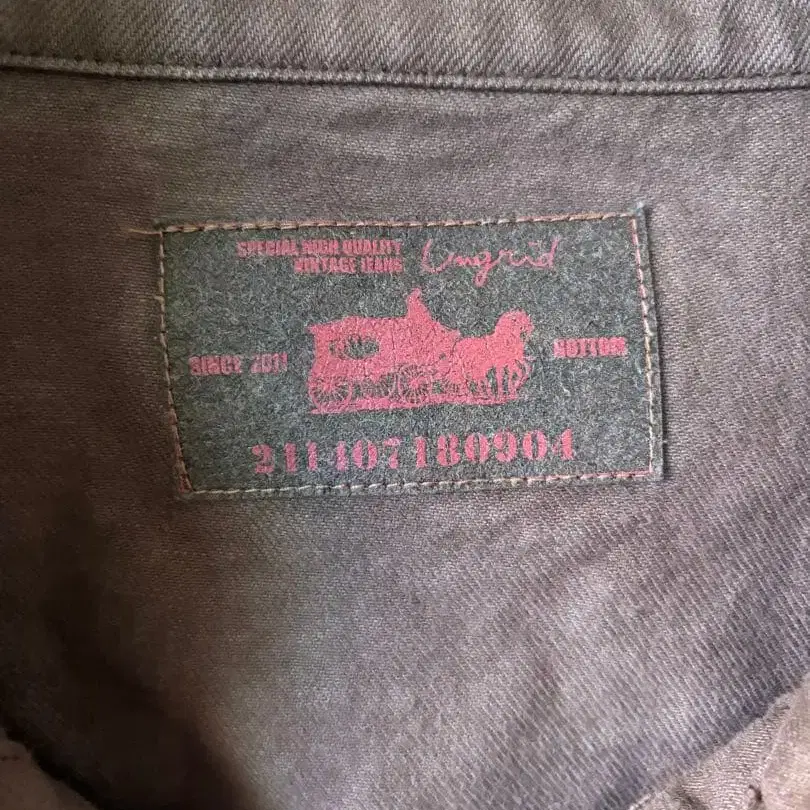 SPECIAL HIGH QUALITY
VINTAGE JEANS
Ungrid
SINCE 2011
BOTTOM
211407180904